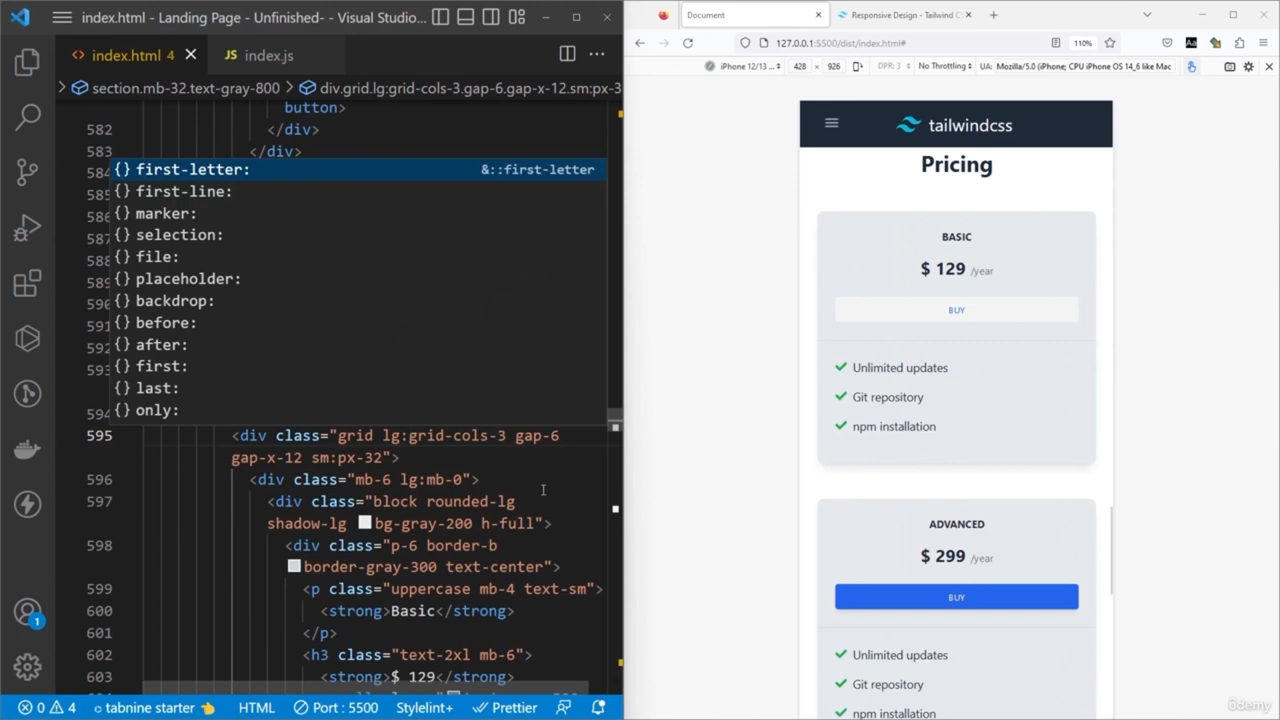 index.html - Landing Page - Unfinished- - Visual Studio...
index.html 4
JS index.js
section.mb-32.text-gray-800 > div.grid.lg:grid-cols-3.gap-6.gap-x-12.sm:px-3
button>
582 </div>
583 </div>
first-letter: &::first-letter
first-line:
marker:
selection:
file:
placeholder:
backdrop:
before:
after:
first:
last:
only:
595 <div class="grid lg:grid-cols-3 gap-6
gap-x-12 sm:px-32">
596 <div class="mb-6 lg:mb-0">
597 <div class="block rounded-lg
shadow-lg bg-gray-200 h-full">
598 <div class="p-6 border-b
border-gray-300 text-center">
599 <p class="uppercase mb-4 text-sm">
600 <strong>Basic</strong>
601 </p>
602 <h3 class="text-2xl mb-6">
603 <strong>$ 129</strong>
1
0 4 tabnine starter HTML Port : 5500 Stylelint+ Prettier
Document
Responsive Design - Tailwind C
127.0.0.1:5500/dist/index.html#
110%
iPhone 12/13 ... 428 × 926 DPR: 3 No Throttling UA: Mozilla/5.0 (iPhone; CPU iPhone OS 14_6 like Mac
tailwindcss
Pricing
BASIC
$ 129 /year
BUY
Unlimited updates
Git repository
npm installation
ADVANCED
$ 299 /year
BUY
Unlimited updates
Git repository
npm installation
ûdemy